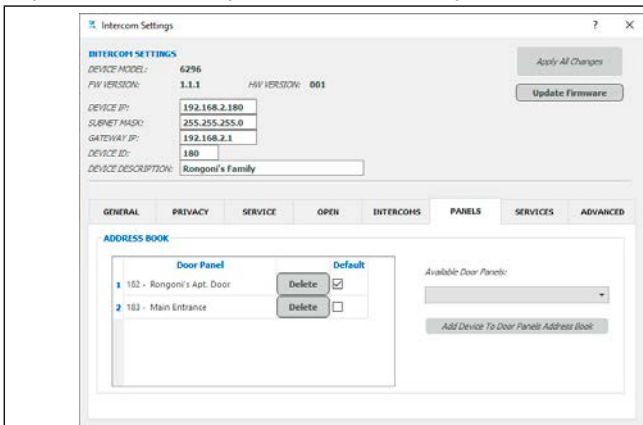 Intercom Settings ? X
INTERCOM SETTINGS
DEVICE MODEL: 6296
FW VERSION: 1.1.1 HW VERSION: 001
DEVICE IP: 192.168.2.180
SUBNET MASK: 255.255.255.0
GATEWAY IP: 192.168.2.1
DEVICE ID: 180
DEVICE DESCRIPTION: Rongoni's Family
Apply All Changes
Update Firmware
GENERAL PRIVACY SERVICE OPEN INTERCOMS PANELS SERVICES ADVANCED
ADDRESS BOOK
Door Panel Default
1 182 - Rongoni's Apt. Door Delete
2 183 - Main Entrance Delete
Available Door Panels:
Add Device To Door Panels Address Book